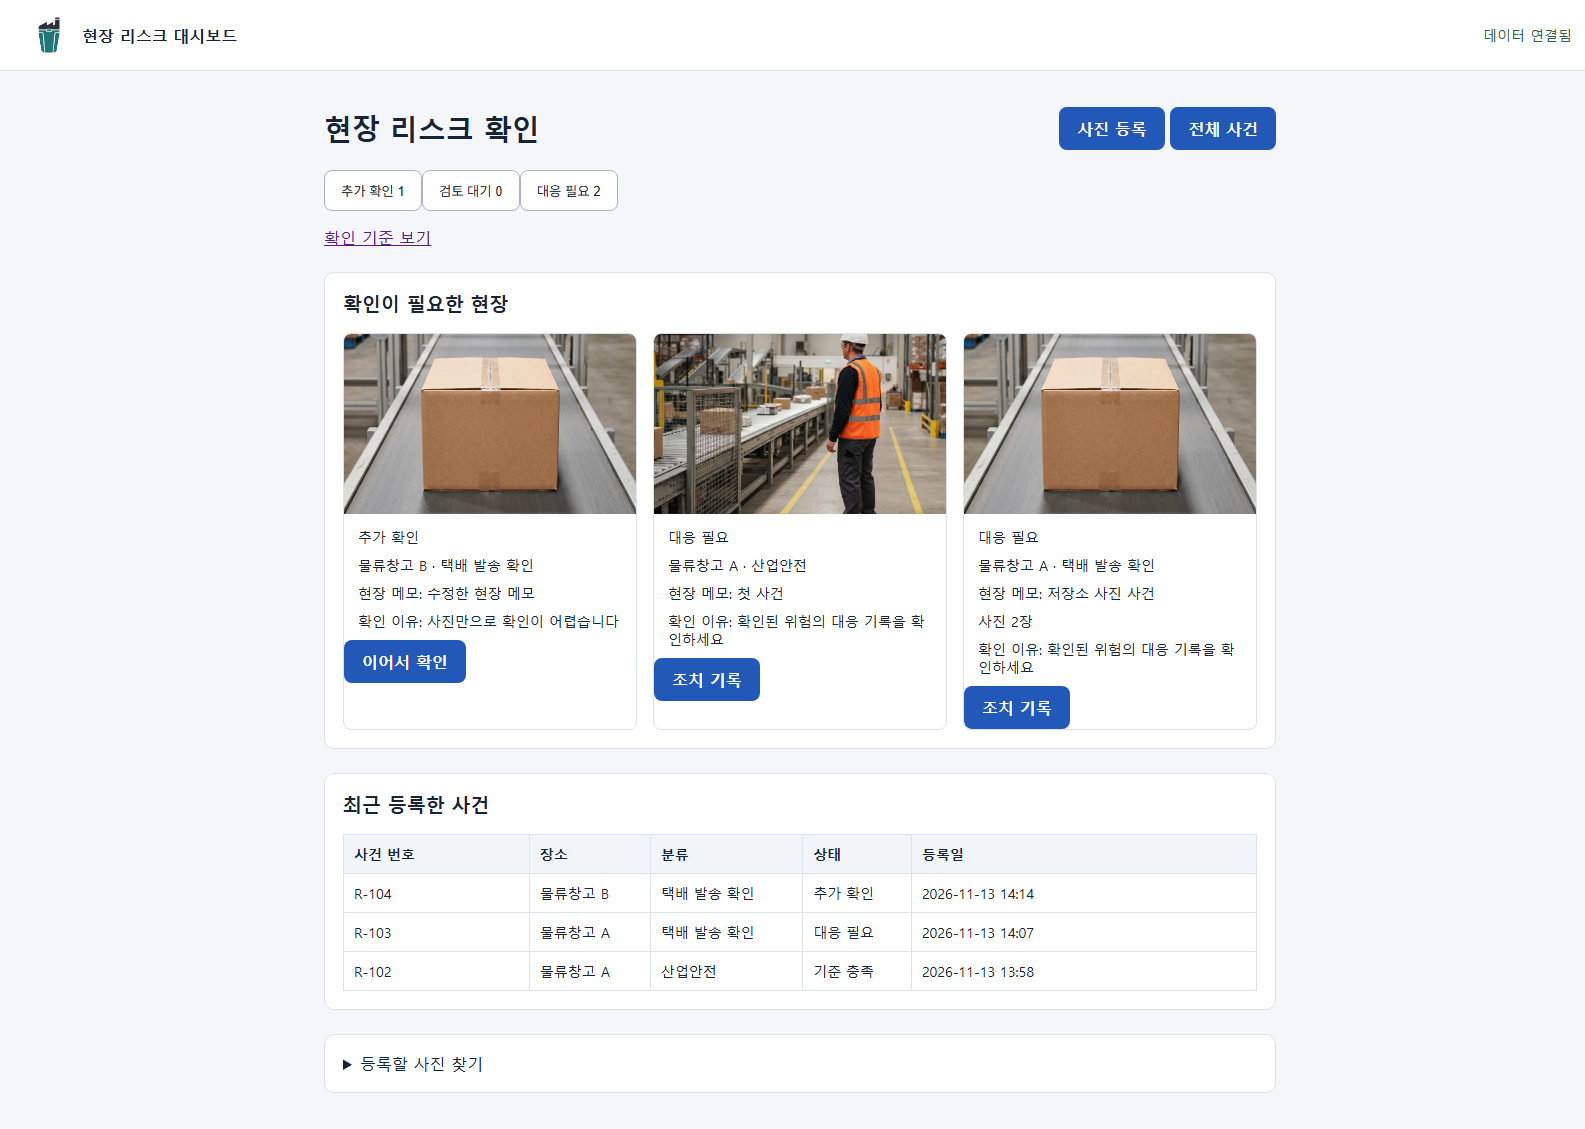 현장 리스크 대시보드
데이터 연결됨
현장 리스크 확인
사진 등록
전체 사건
추가 확인 1
검토 대기 0
대응 필요 2
확인 기준 보기
확인이 필요한 현장
추가 확인
물류창고 B · 택배 발송 확인
현장 메모: 수정한 현장 메모
확인 이유: 사진만으로 확인이 어렵습니다
이어서 확인
대응 필요
물류창고 A · 산업안전
현장 메모: 첫 사건
확인 이유: 확인된 위험의 대응 기록을 확
인하세요
조치 기록
대응 필요
물류창고 A · 택배 발송 확인
현장 메모: 저장소 사진 사건
사진 2장
확인 이유: 확인된 위험의 대응 기록을 확
인하세요
조치 기록
최근 등록한 사건
사건 번호 장소 분류 상태 등록일
R-104 물류창고 B 택배 발송 확인 추가 확인 2026-11-13 14:14
R-103 물류창고 A 택배 발송 확인 대응 필요 2026-11-13 14:07
R-102 물류창고 A 산업안전 기준 충족 2026-11-13 13:58
등록할 사진 찾기